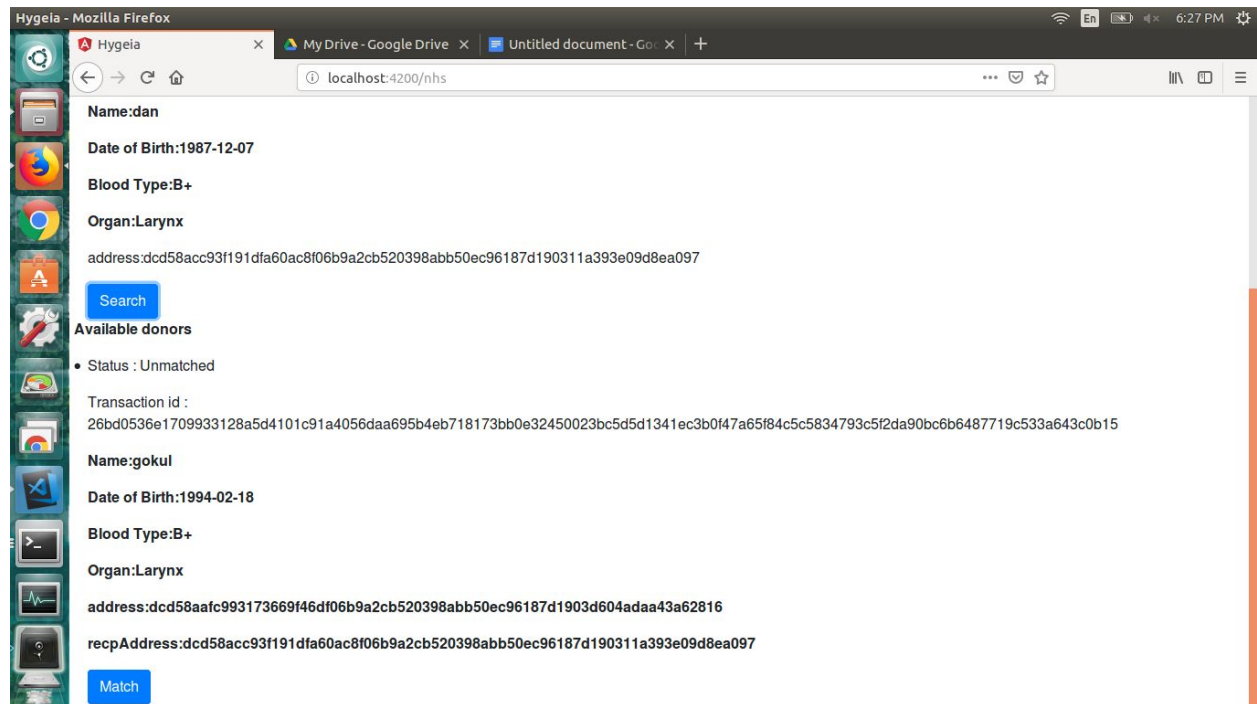 Hygeia - Mozilla Firefox
En
6:27 PM
Hygeia
My Drive - Google Drive
Untitled document - Goo
localhost:4200/nhs
Name:dan
Date of Birth:1987-12-07
Blood Type:B+
Organ:Larynx
address:dcd58acc93f191dfa60ac8f06b9a2cb520398abb50ec96187d190311a393e09d8ea097
Search
Available donors
Status : Unmatched
Transaction id :
26bd0536e1709933128a5d4101c91a4056daa695b4eb718173bb0e32450023bc5d5d1341ec3b0f47a65f84c5c5834793c5f2da90bc6b6487719c533a643c0b15
Name:gokul
Date of Birth:1994-02-18
Blood Type:B+
Organ:Larynx
address:dcd58aafc993173669f46df06b9a2cb520398abb50ec96187d1903d604adaa43a62816
recpAddress:dcd58acc93f191dfa60ac8f06b9a2cb520398abb50ec96187d190311a393e09d8ea097
Match